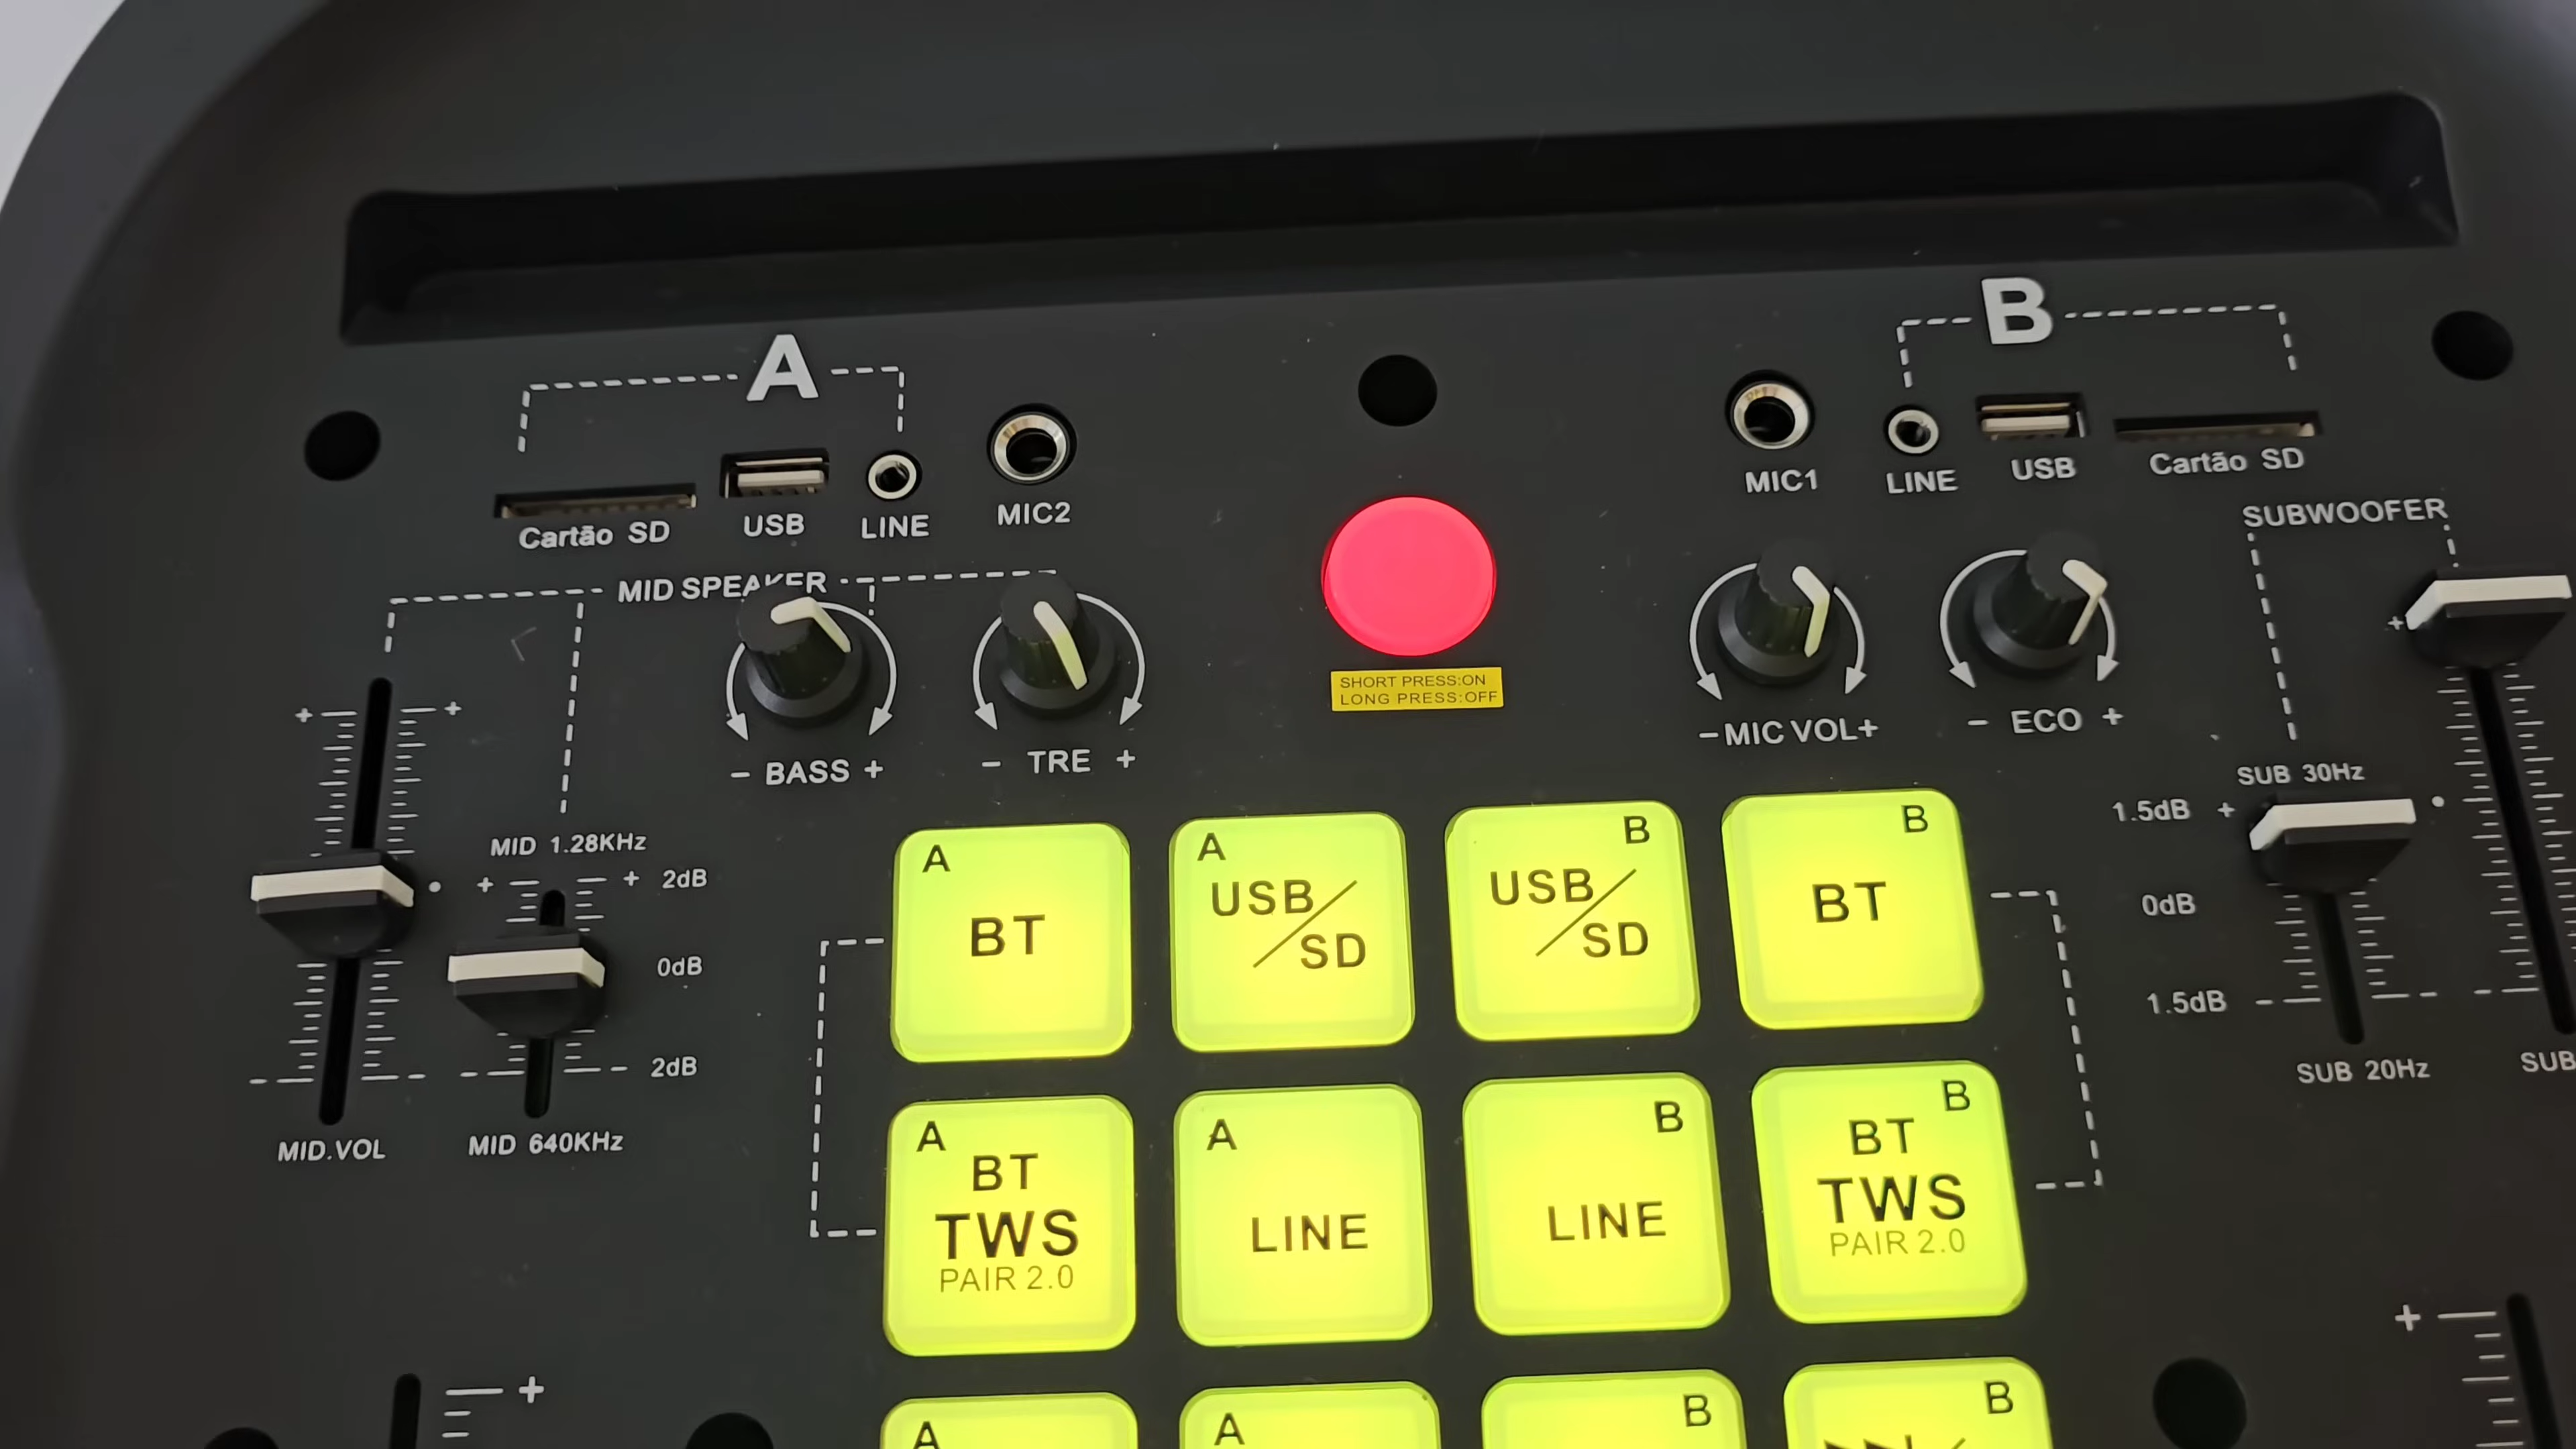 A
B
Cartão SD
USB
LINE
MIC2
MIC1
LINE
USB
Cartão SD
MID SPEAKER
SUBWOOFER
SHORT PRESS:ON
LONG PRESS:OFF
- BASS +
- TRE +
-MIC VOL+
- ECO +
+ +
+
MID 1.28KHz
+ + 2dB
0dB
- - 2dB
- -
MID.VOL
MID 640KHz
SUB 30Hz
1.5dB +
0dB
1.5dB - -
-
SUB 20Hz
SUB
A
BT
A
USB/SD
B
USB/SD
B
BT
A
BT
TWS
PAIR 2.0
A
LINE
B
LINE
B
BT
TWS
PAIR 2.0
+
+
A
A
B
B